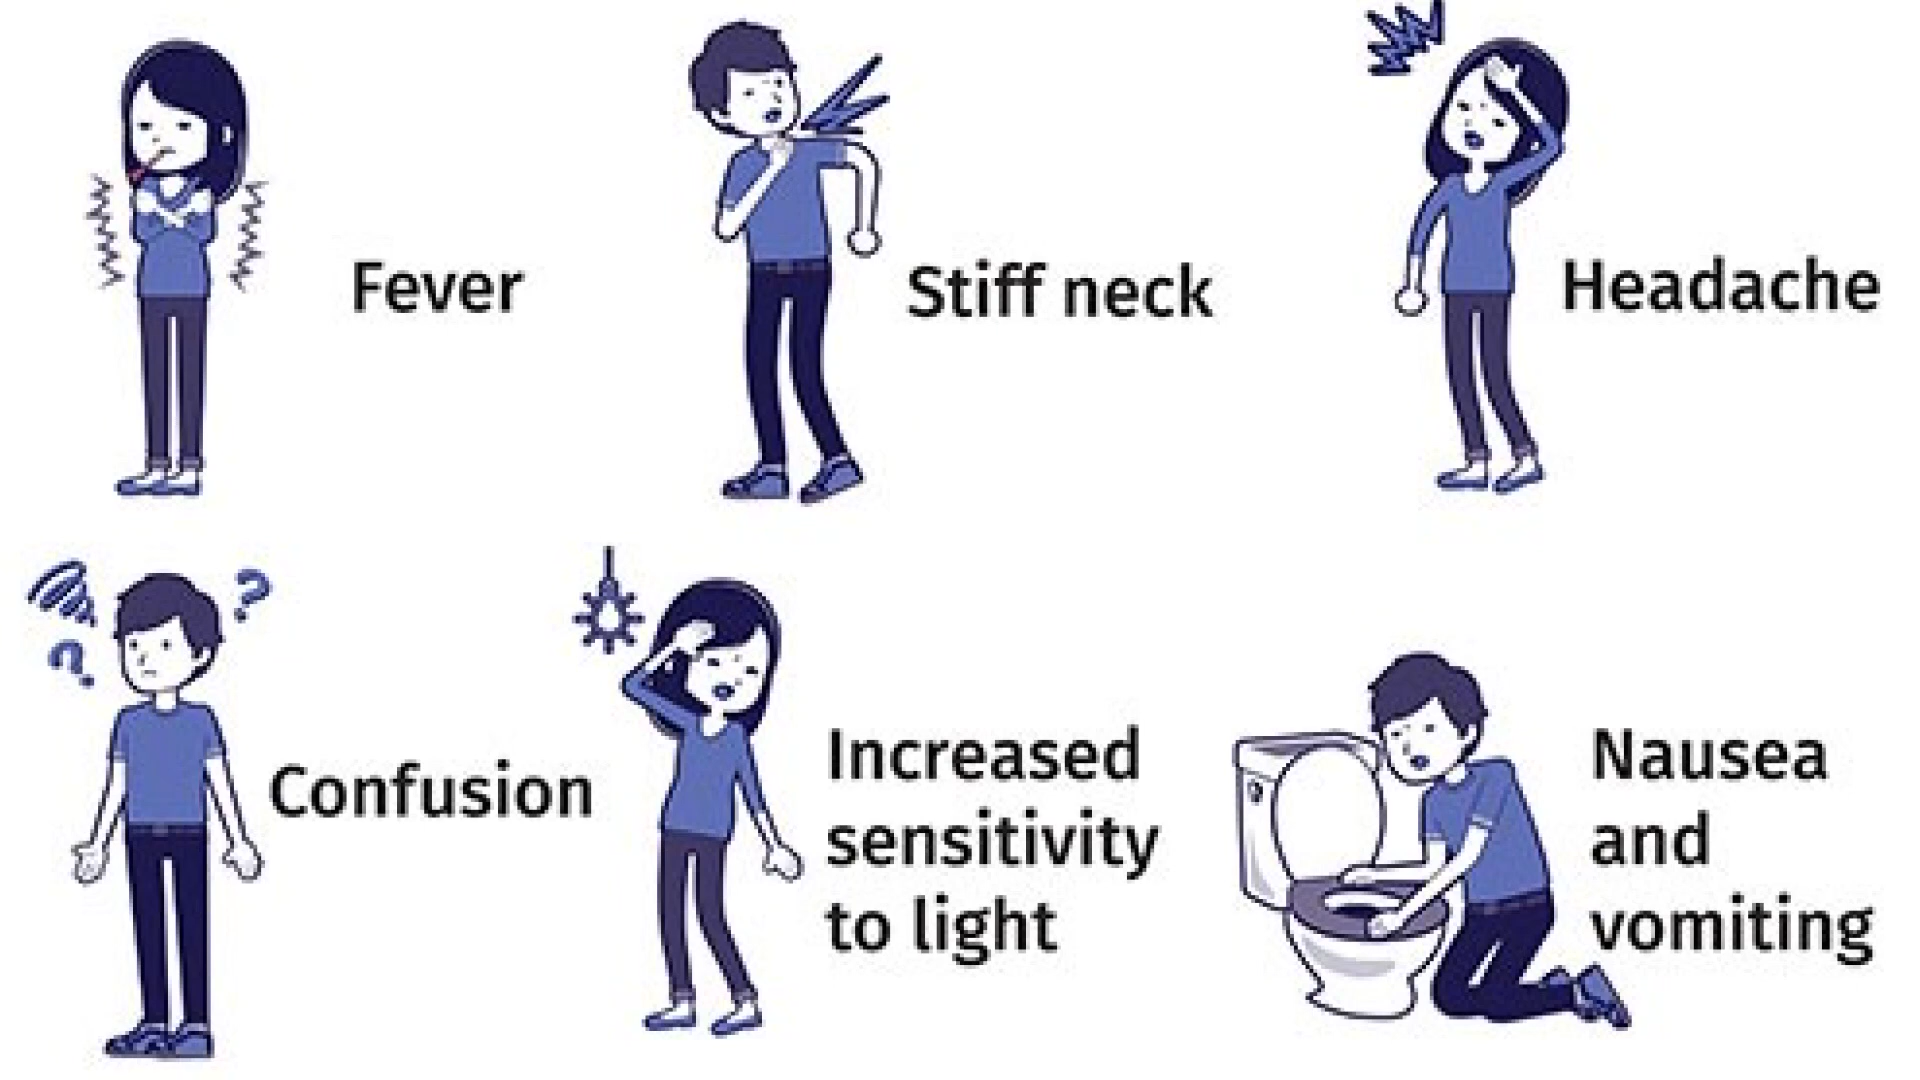 Fever
Stiff neck
Headache
Confusion
Increased
sensitivity
to light
Nausea
and
vomiting